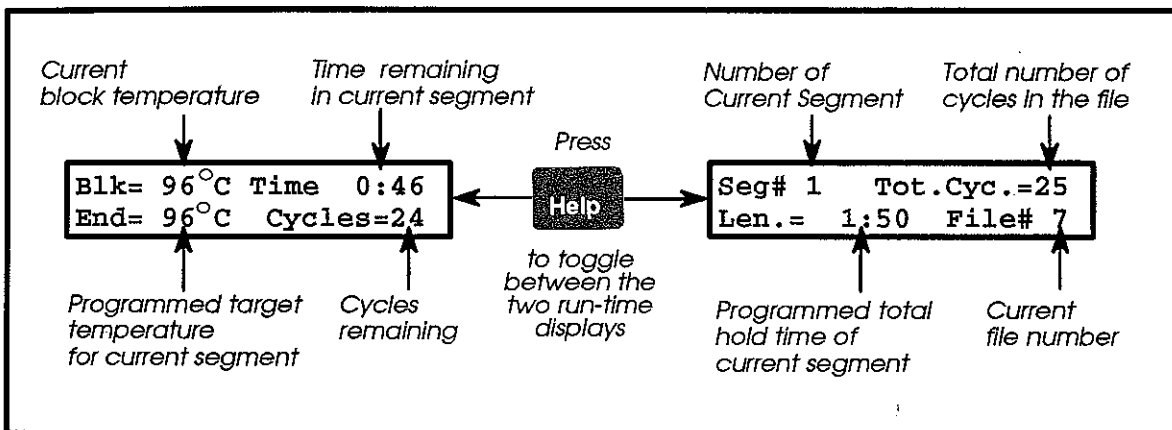 Current
block temperature
Time remaining
in current segment
Number of
Current Segment
Total number of
cycles in the file
Press
Blk= 96°C Time 0:46
End= 96°C Cycles=24
Help
Seg# 1 Tot.Cyc.=25
Len.= 1:50 File# 7
to toggle
between the
two run-time
displays
Programmed target
temperature
for current segment
Cycles
remaining
Programmed total
hold time of
current segment
Current
file number